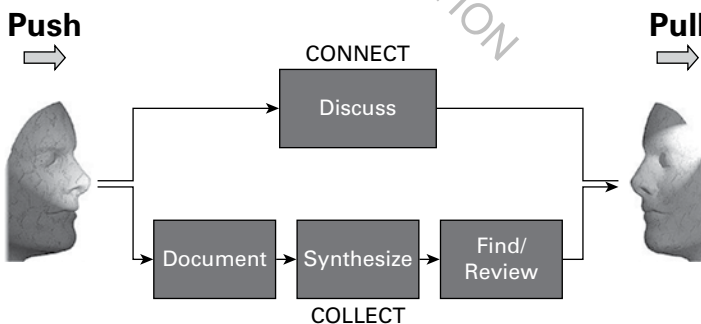 Push
Pull
CONNECT
Discuss
Document
Synthesize
Find/
Review
COLLECT